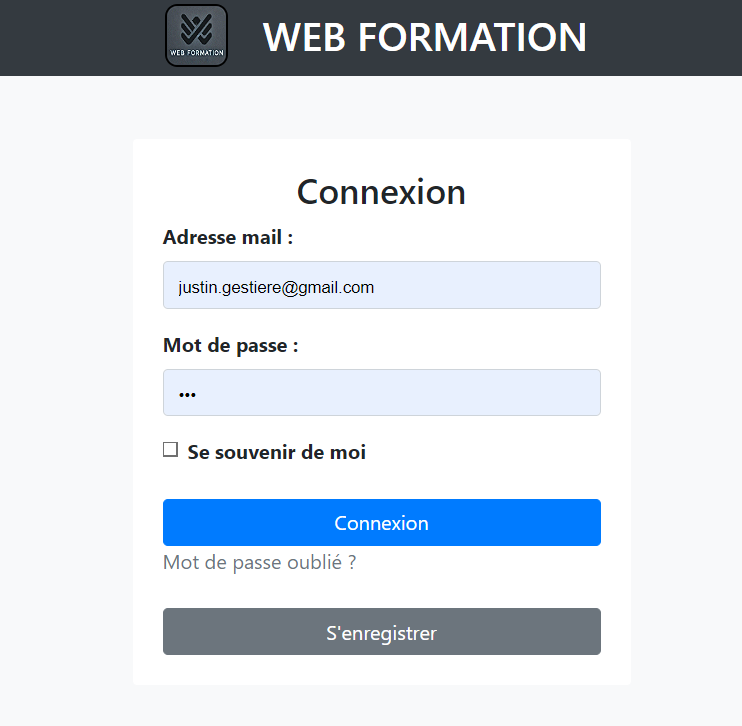 WEB FORMATION
WEB FORMATION
Connexion
Adresse mail :
justin.gestiere@gmail.com
Mot de passe :
•••
Se souvenir de moi
Connexion
Mot de passe oublié ?
S'enregistrer